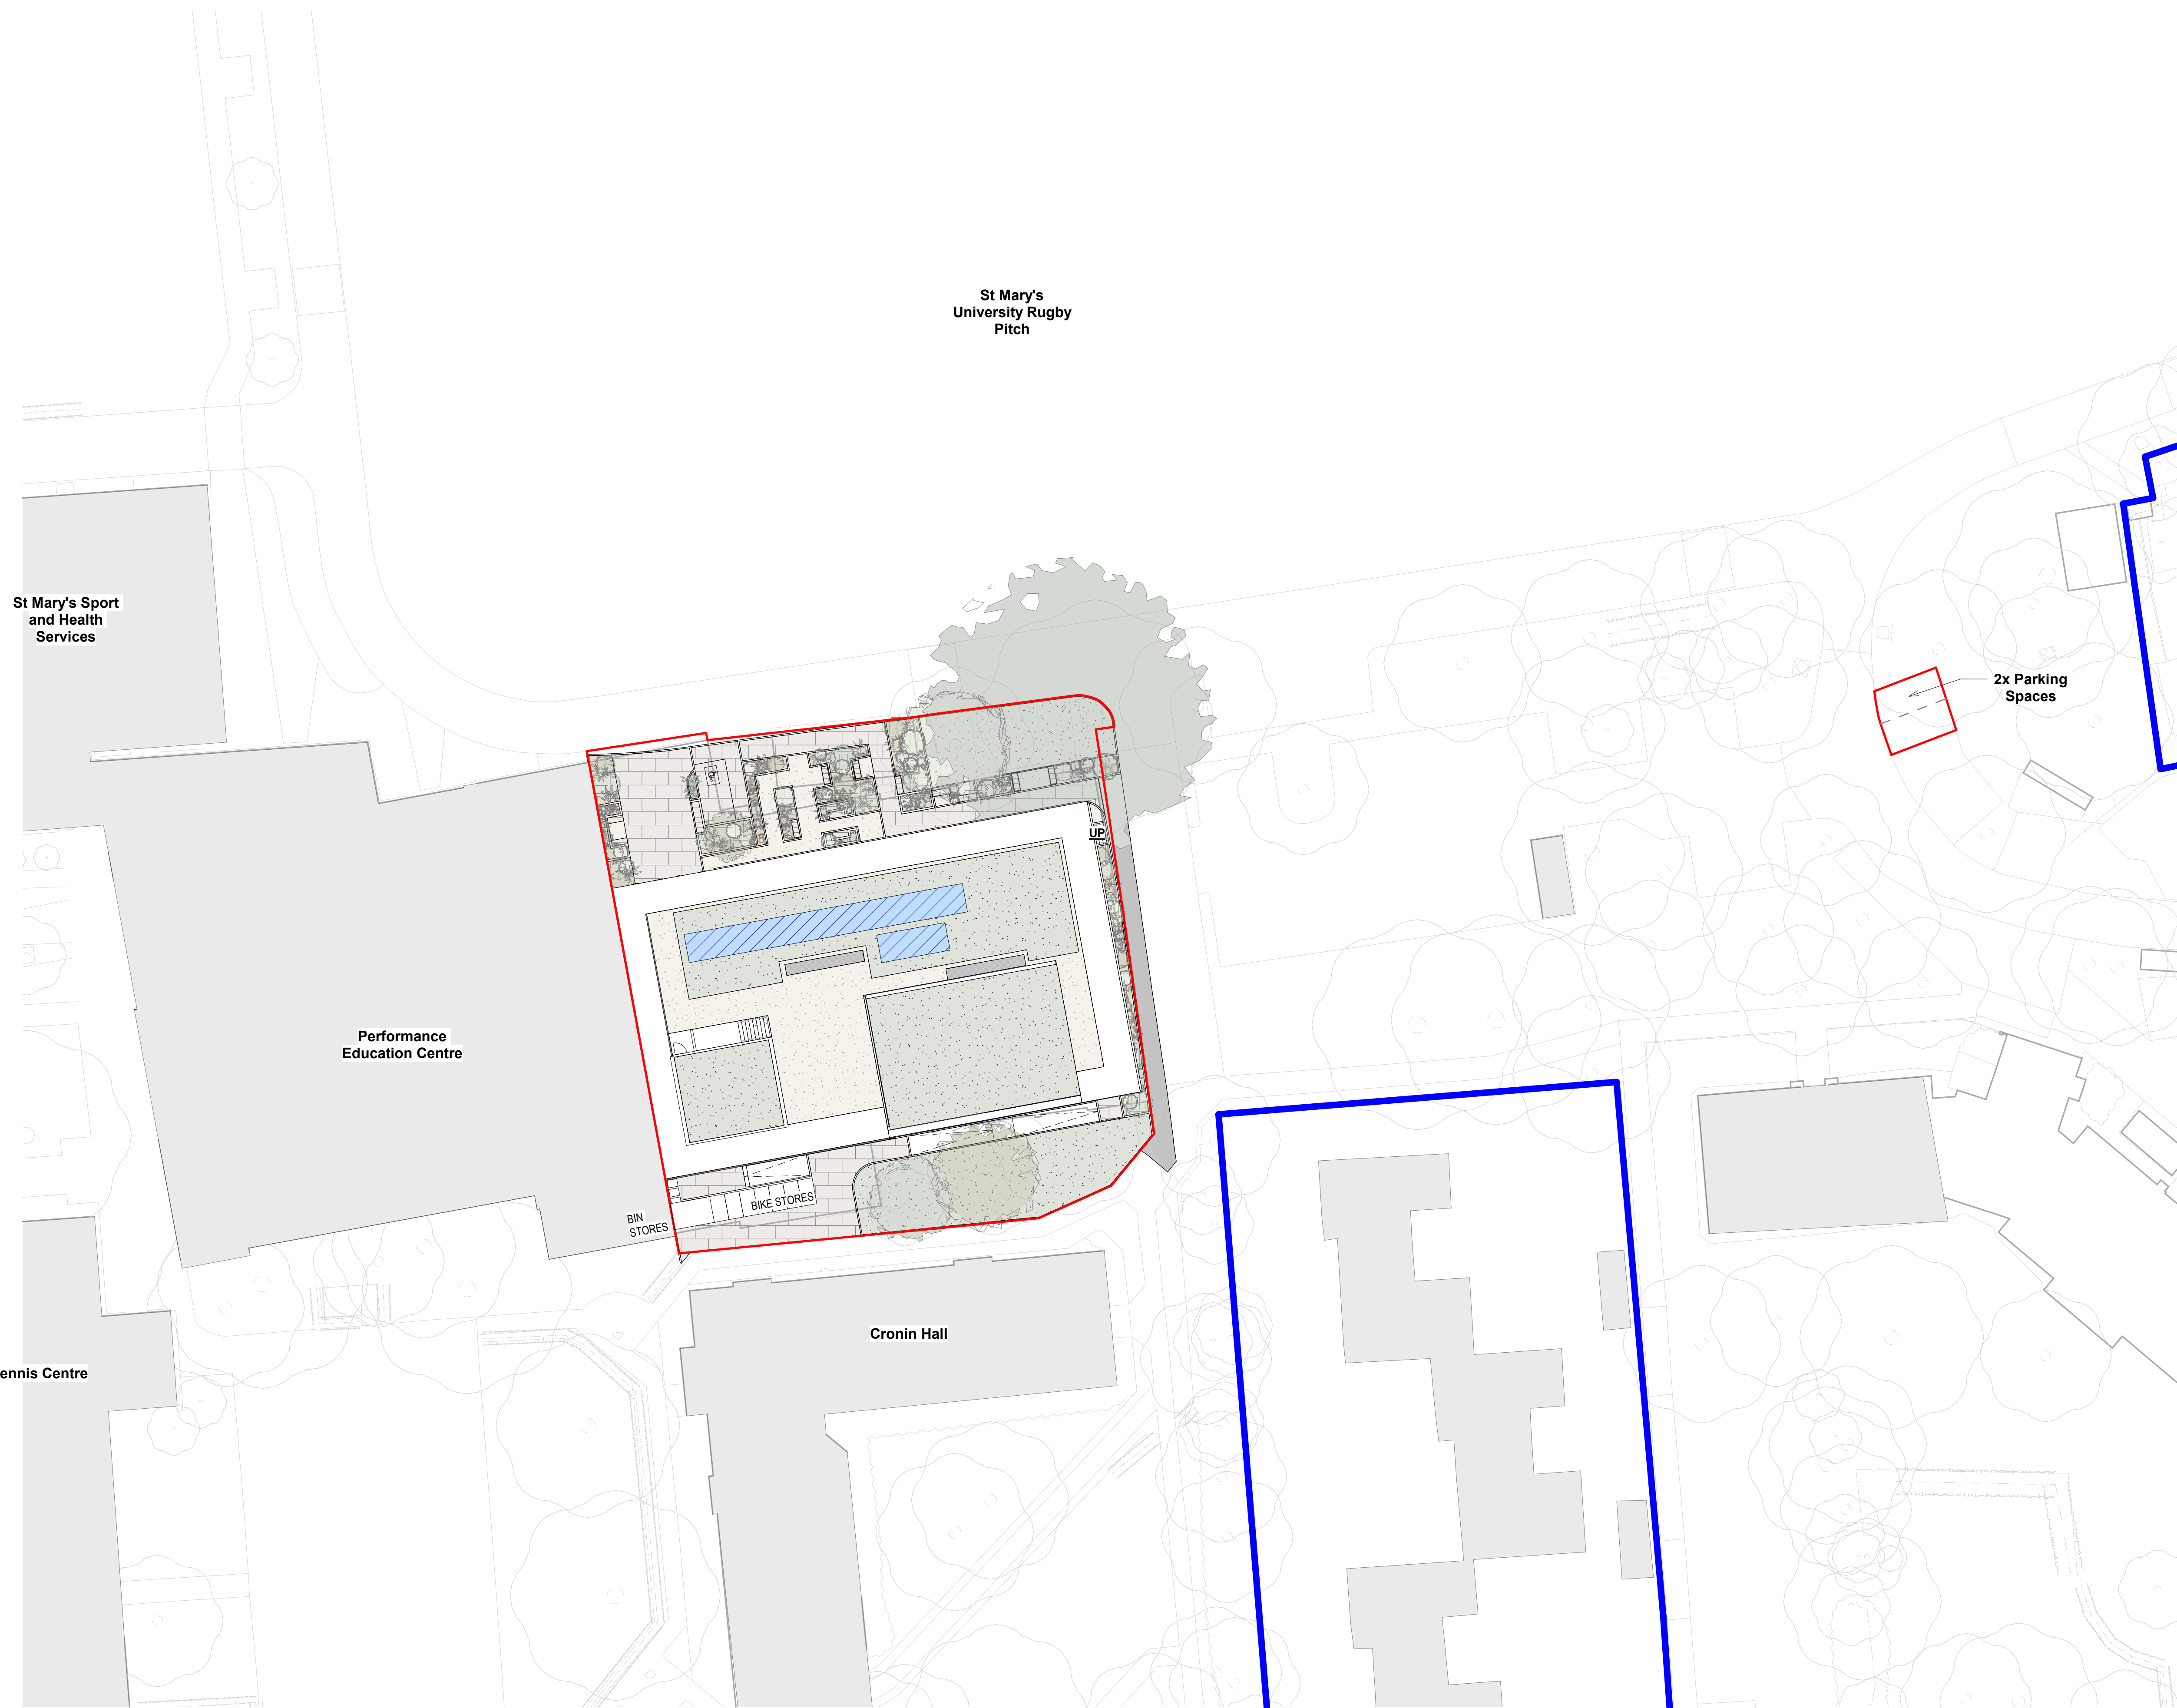 St Mary's
University Rugby
Pitch
St Mary's Sport
and Health
Services
2x Parking
Spaces
UP
Performance
Education Centre
BIN
STORES
BIKE STORES
Cronin Hall
ennis Centre